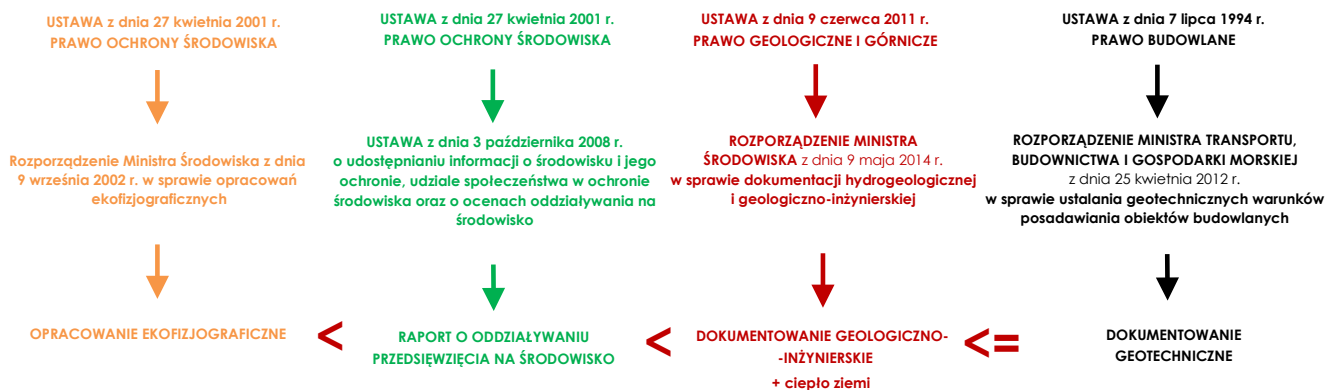 USTAWA z dnia 27 kwietnia 2001 r.
PRAWO OCHRONY ŚRODOWISKA
Rozporządzenie Ministra Środowiska z dnia
9 września 2002 r. w sprawie opracowań
ekofizjograficznych
OPRACOWANIE EKOFIZJOGRAFICZNE
<
USTAWA z dnia 27 kwietnia 2001 r.
PRAWO OCHRONY ŚRODOWISKA
USTAWA z dnia 3 października 2008 r.
o udostępnianiu informacji o środowisku i jego
ochronie, udziale społeczeństwa w ochronie
środowiska oraz o ocenach oddziaływania na
środowisko
RAPORT O ODDZIAŁYWANIU
PRZEDSIĘWZIĘCIA NA ŚRODOWISKO
<
USTAWA z dnia 9 czerwca 2011 r.
PRAWO GEOLOGICZNE I GÓRNICZE
ROZPORZĄDZENIE MINISTRA
ŚRODOWISKA z dnia 9 maja 2014 r.
w sprawie dokumentacji hydrogeologicznej
i geologiczno-inżynierskiej
DOKUMENTOWANIE GEOLOGICZNO-
-INŻYNIERSKIE
+ ciepło ziemi
<=
USTAWA z dnia 7 lipca 1994 r.
PRAWO BUDOWLANE
ROZPORZĄDZENIE MINISTRA TRANSPORTU,
BUDOWNICTWA I GOSPODARKI MORSKIEJ
z dnia 25 kwietnia 2012 r.
w sprawie ustalania geotechnicznych warunków
posadawiania obiektów budowlanych
DOKUMENTOWANIE
GEOTECHNICZNE